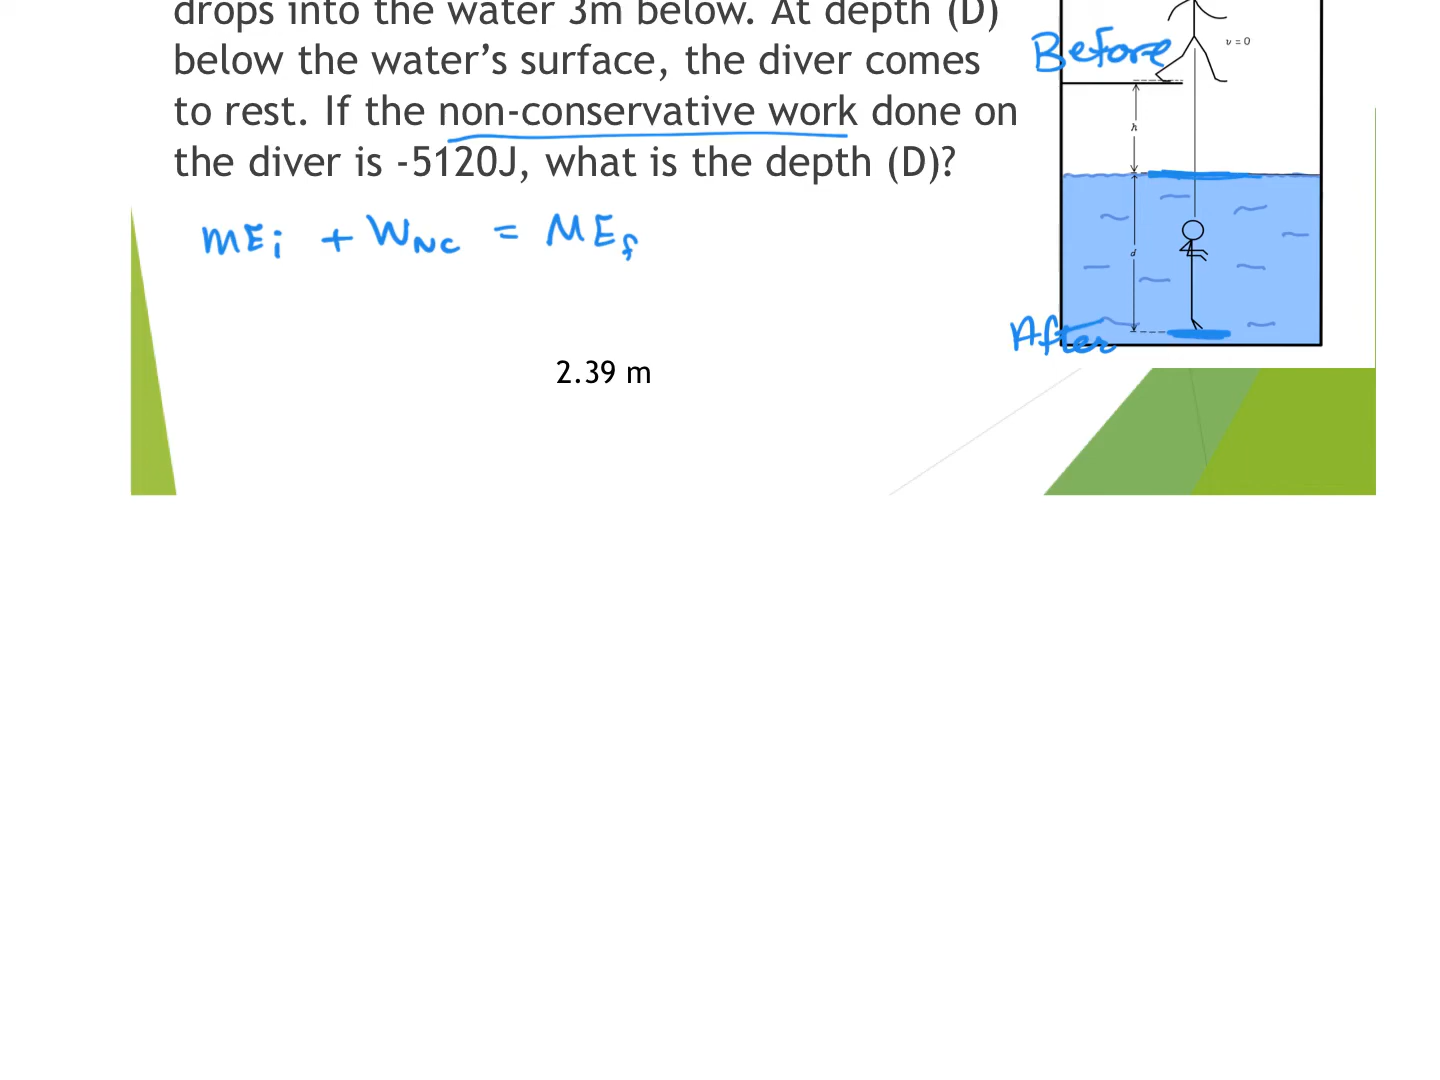 drops into the water 3m below. At depth (D)
below the water's surface, the diver comes
to rest. If the non-conservative work done on
the diver is -5120J, what is the depth (D)?
MEi + WNC = MEf
2.39 m
Before
v = 0
h
d
After